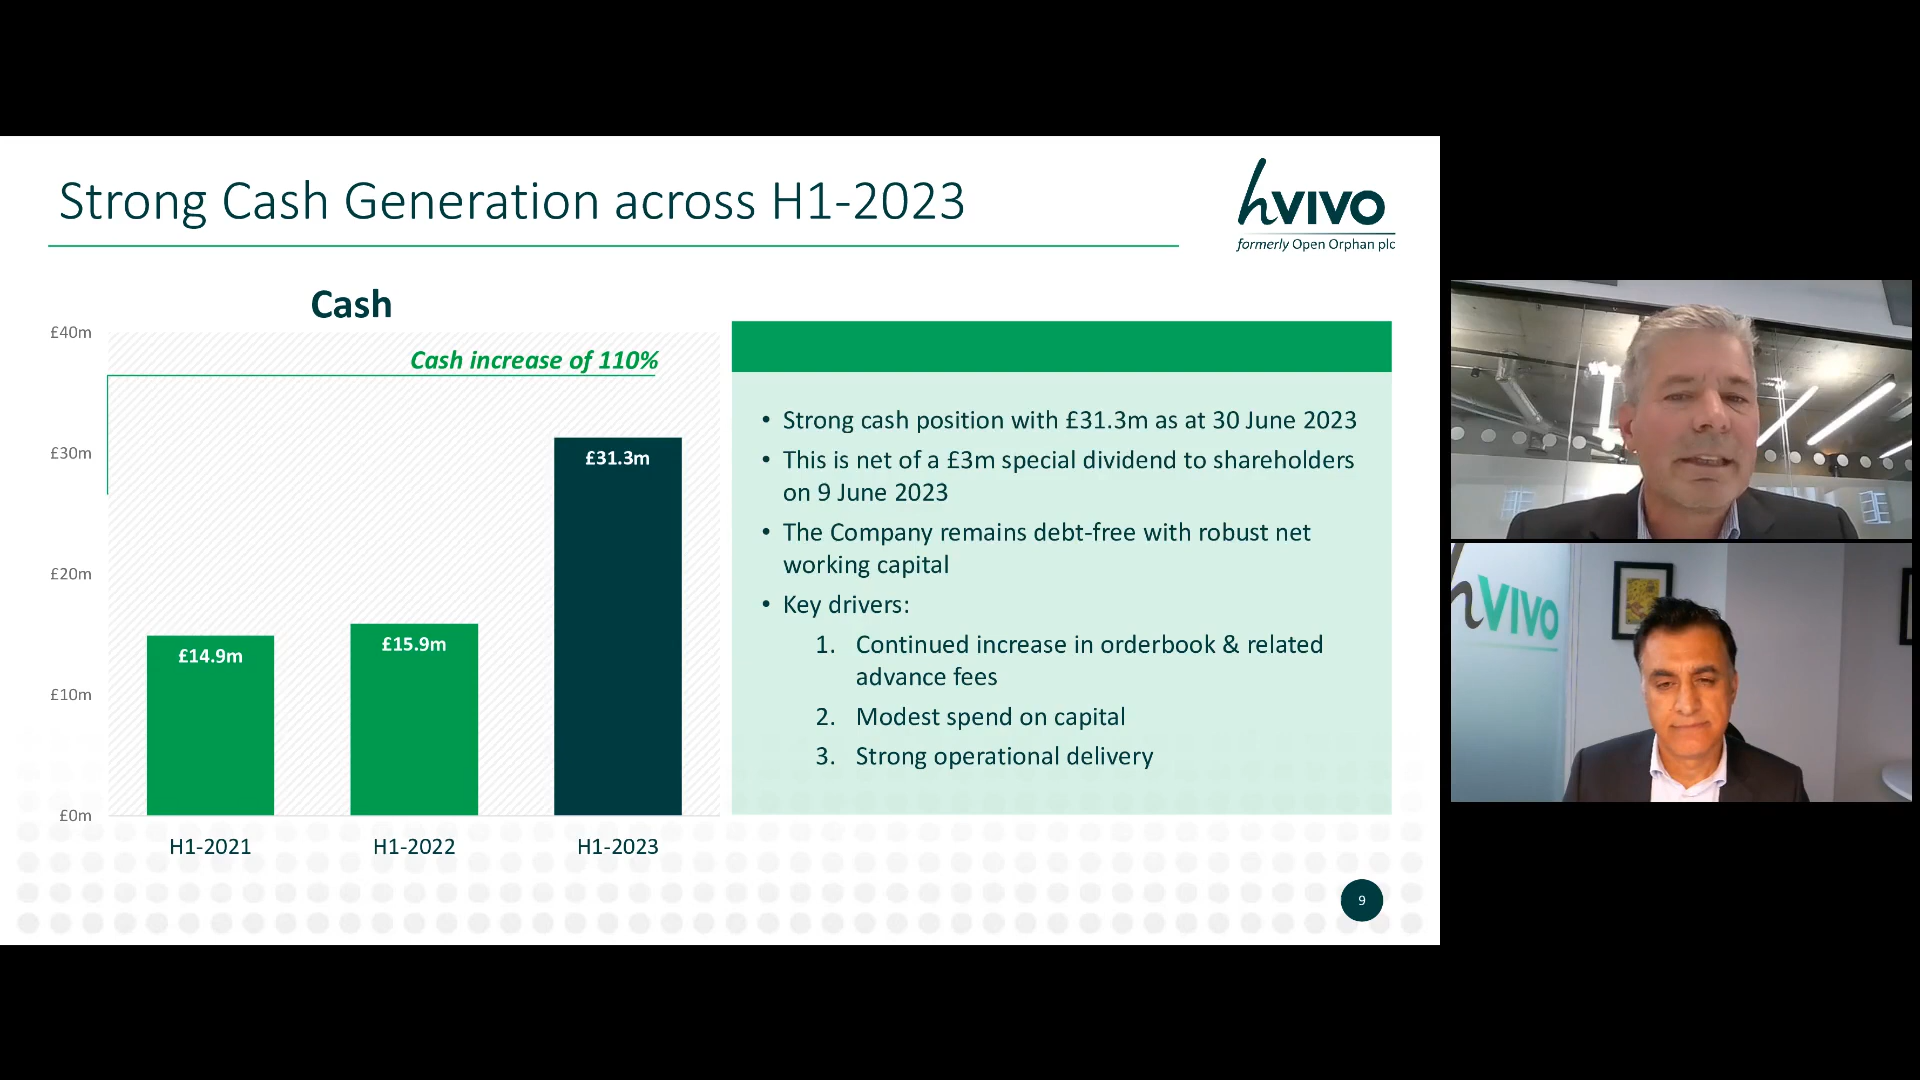 Strong Cash Generation across H1-2023
hVIVO
formerly Open Orphan plc
Cash
£40m
£30m
£20m
£10m
£0m
Cash increase of 110%
£14.9m
£15.9m
£31.3m
H1-2021
H1-2022
H1-2023
• Strong cash position with £31.3m as at 30 June 2023
• This is net of a £3m special dividend to shareholders
on 9 June 2023
• The Company remains debt-free with robust net
working capital
• Key drivers:
1. Continued increase in orderbook & related
advance fees
2. Modest spend on capital
3. Strong operational delivery
9
hVIVO